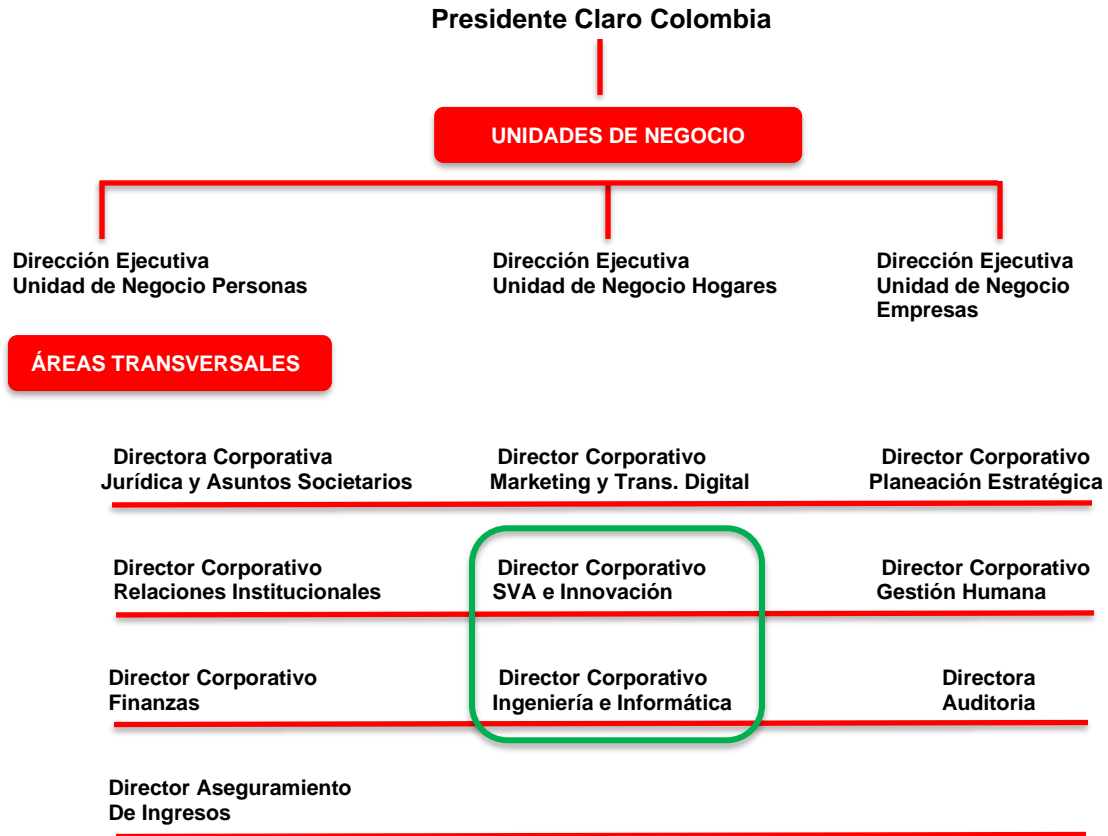 Presidente Claro Colombia
UNIDADES DE NEGOCIO
Dirección Ejecutiva
Unidad de Negocio Personas
Dirección Ejecutiva
Unidad de Negocio Hogares
Dirección Ejecutiva
Unidad de Negocio
Empresas
ÁREAS TRANSVERSALES
Directora Corporativa
Jurídica y Asuntos Societarios
Director Corporativo
Marketing y Trans. Digital
Director Corporativo
Planeación Estratégica
Director Corporativo
Relaciones Institucionales
Director Corporativo
SVA e Innovación
Director Corporativo
Gestión Humana
Director Corporativo
Finanzas
Director Corporativo
Ingeniería e Informática
Directora
Auditoria
Director Aseguramiento
De Ingresos